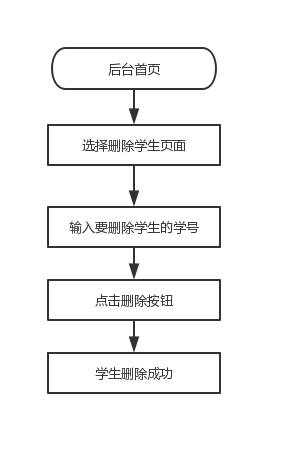 后台首页
选择删除学生页面
输入要删除学生的学号
点击删除按钮
学生删除成功